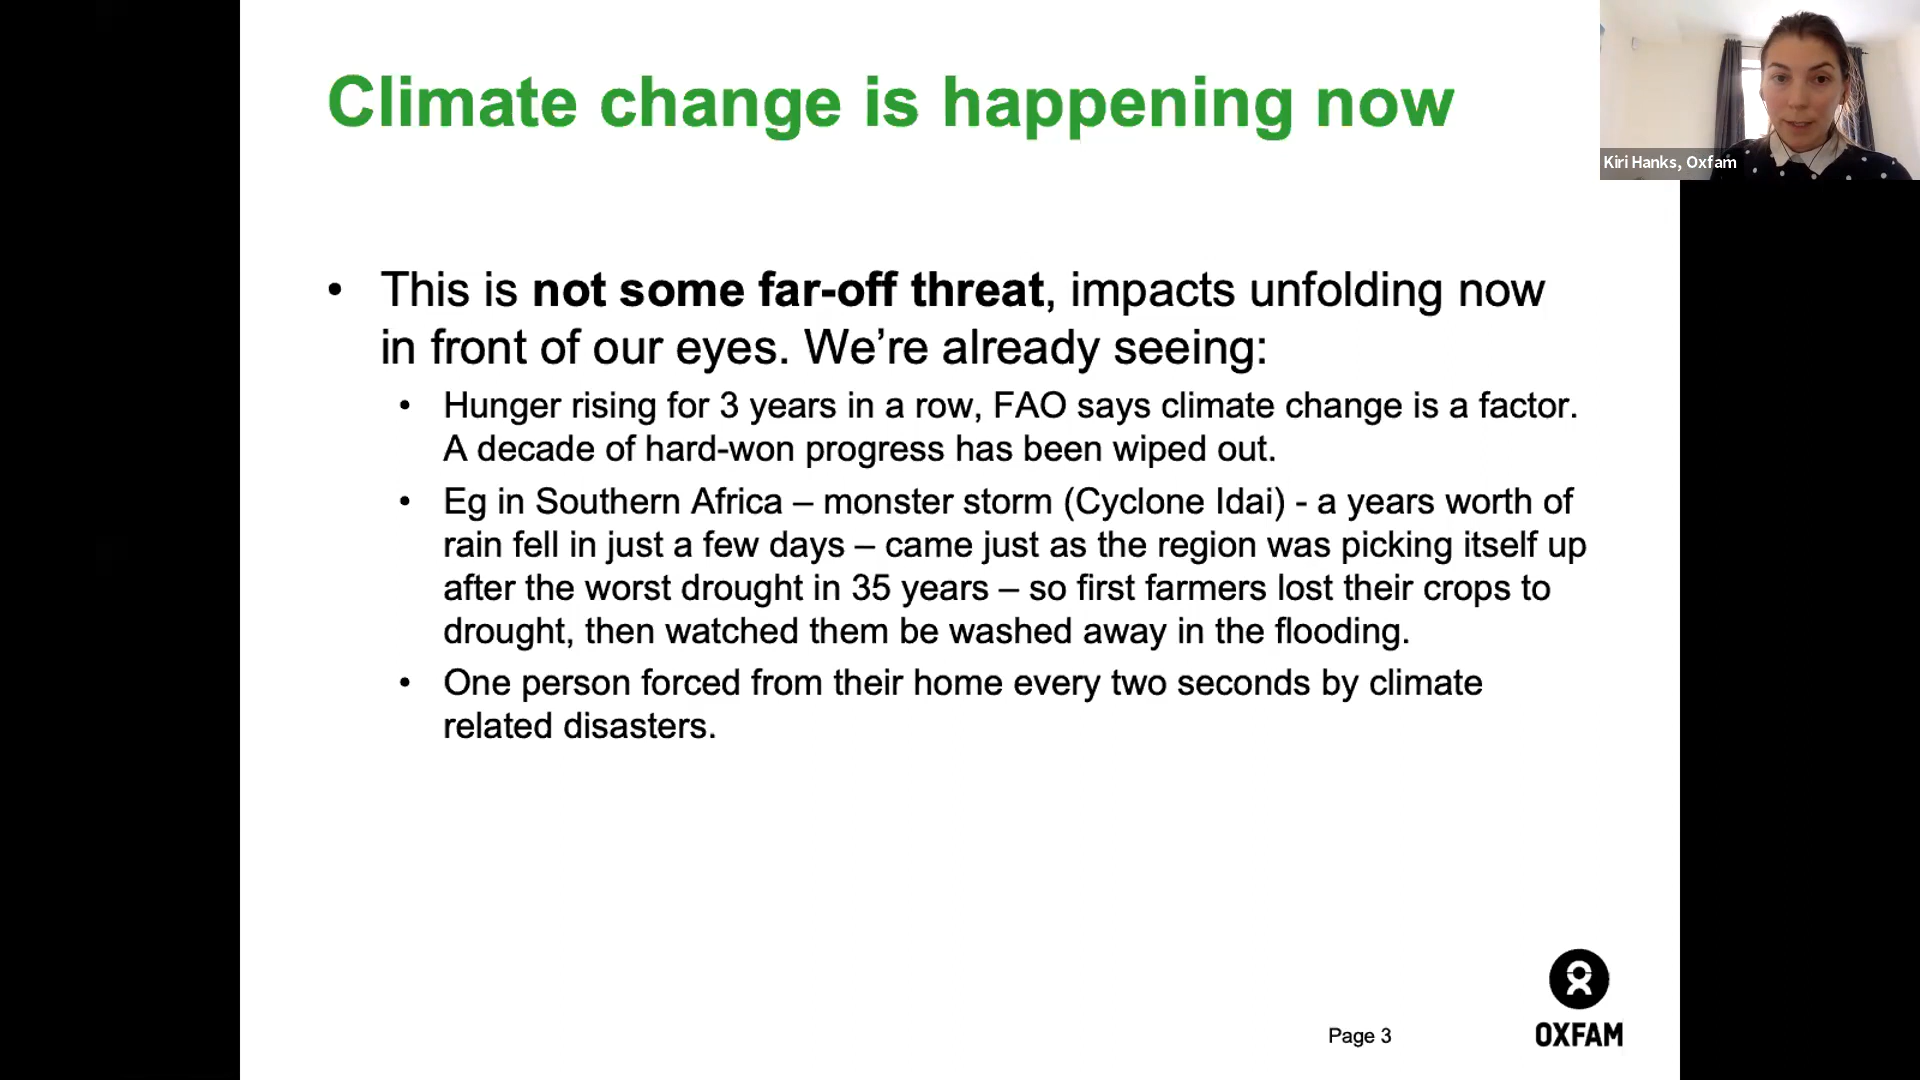 Climate change is happening now
Kiri Hanks, Oxfam
• This is not some far-off threat, impacts unfolding now
in front of our eyes. We’re already seeing:
• Hunger rising for 3 years in a row, FAO says climate change is a factor.
A decade of hard-won progress has been wiped out.
• Eg in Southern Africa – monster storm (Cyclone Idai) - a years worth of
rain fell in just a few days – came just as the region was picking itself up
after the worst drought in 35 years – so first farmers lost their crops to
drought, then watched them be washed away in the flooding.
• One person forced from their home every two seconds by climate
related disasters.
Page 3
OXFAM